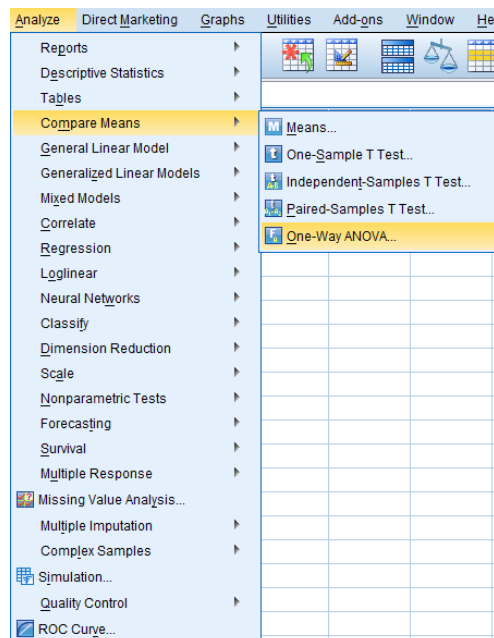 Analyze Direct Marketing Graphs Utilities Add-ons Window He
Reports
Descriptive Statistics
Tables
Compare Means
General Linear Model
Generalized Linear Models
Mixed Models
Correlate
Regression
Loglinear
Neural Networks
Classify
Dimension Reduction
Scale
Nonparametric Tests
Forecasting
Survival
Multiple Response
Missing Value Analysis...
Multiple Imputation
Complex Samples
Simulation...
Quality Control
ROC Curve...
Means...
One-Sample T Test...
Independent-Samples T Test...
Paired-Samples T Test...
One-Way ANOVA...